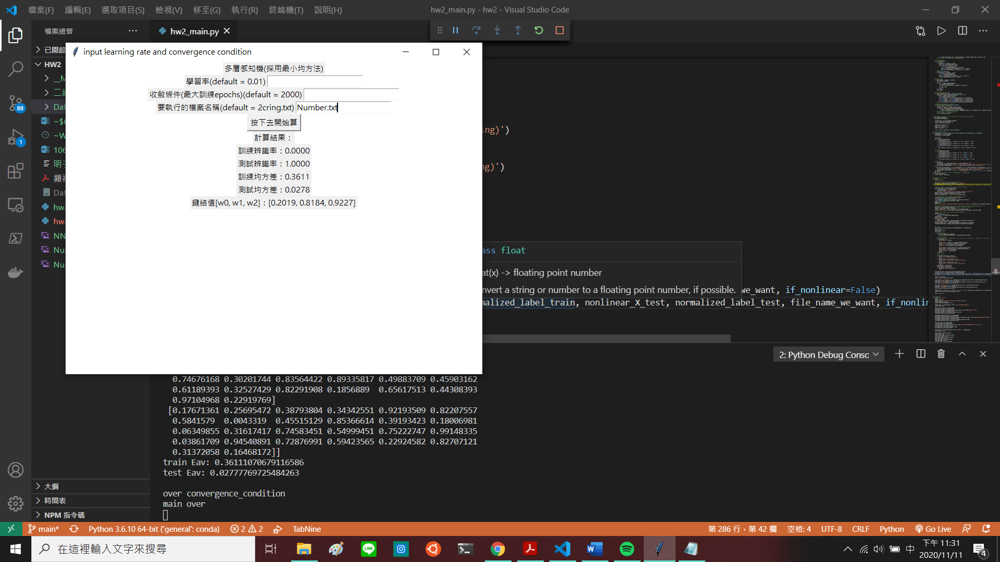 檔案(F) 編輯(E) 選取項目(S) 檢視(V) 移至(G) 執行(R) 終端機(T) 說明(H)
hw2_main.py - hw2 - Visual Studio Code
檔案總管
hw2_main.py
已開啟
HW2
二
Dat
~$
~W
106
明
類
Dat
hw
hw
NN
Nu
Nu
input learning rate and convergence condition
多層感知機(採用最小均方法)
學習率(default = 0.01)
收斂條件(最大訓練epochs)(default = 2000)
要執行的檔案名稱(default = 2cring.txt) Number.txt
按下去開始算
計算結果：
訓練辨識率：0.0000
測試辨識率：1.0000
訓練均方差：0.3611
測試均方差：0.0278
鍵結值[w0, w1, w2]：[0.2019, 0.8184, 0.9227]
ing)')
ng)')
ass float
at(x) -> floating point number
nvert a string or number to a floating point number, if possible.
we_want, if_nonlinear=False)
malized_label_train, nonlinear_X_test, normalized_label_test, file_name_we_want, if_nonlin
2: Python Debug Consc
0.74676168 0.30201744 0.83564422 0.89335817 0.49883709 0.45903162
0.61189393 0.32527429 0.82291908 0.1856889 0.65617513 0.44308393
0.97104968 0.22919769]
[0.17671361 0.25695472 0.38793804 0.34342551 0.92193509 0.82207557
0.5841579 0.0043319 0.45515129 0.85366614 0.39193423 0.18006981
0.06349855 0.31617417 0.74583451 0.54999451 0.75222747 0.99148335
0.03861709 0.94540891 0.72876991 0.59423565 0.22924582 0.82707121
0.31372058 0.16468172]]
train Eav: 0.36111070679116586
test Eav: 0.02777769725484263
over convergence_condition
main over
大綱
時間表
NPM 指令碼
88
1
main* Python 3.6.10 64-bit ('general': conda) 2 2 TabNine
第 286 行，第 42 欄 空格: 4 UTF-8 CRLF Python Go Live
在這裡輸入文字來搜尋
LINE
中
下午 11:31
2020/11/11
4